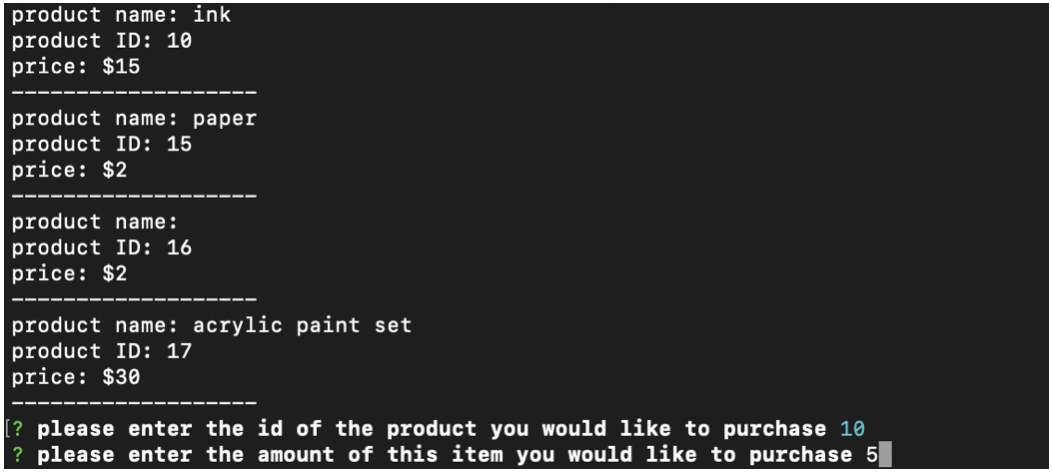 product name: ink
product ID: 10
price: $15
-------------------
product name: paper
product ID: 15
price: $2
-------------------
product name:
product ID: 16
price: $2
-------------------
product name: acrylic paint set
product ID: 17
price: $30
-------------------
[? please enter the id of the product you would like to purchase 10
? please enter the amount of this item you would like to purchase 5